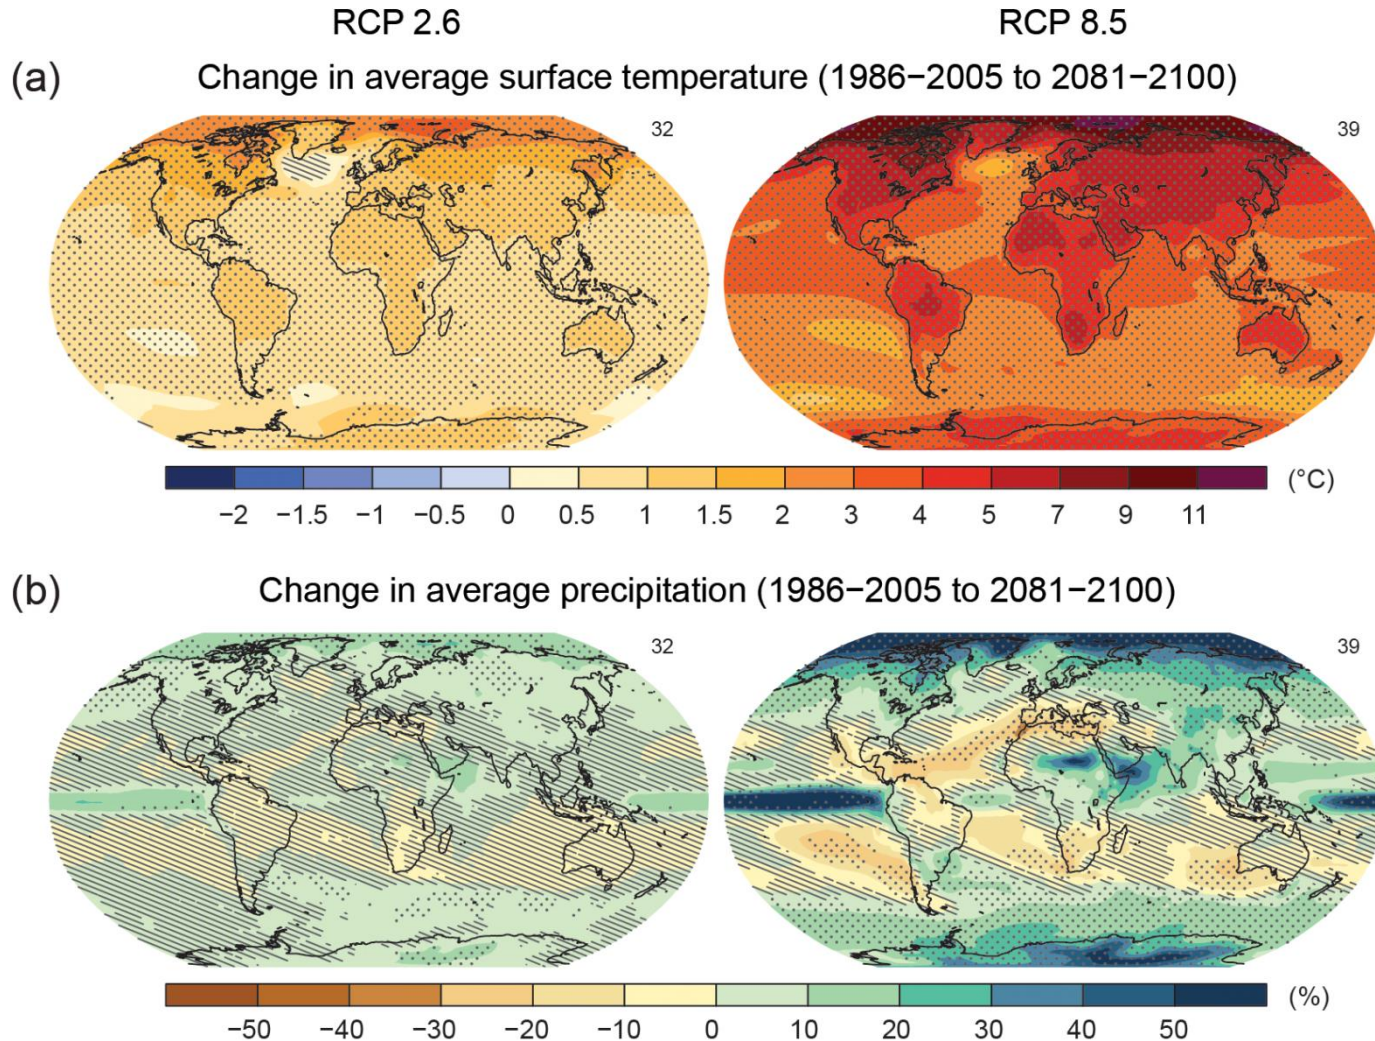 RCP 2.6 RCP 8.5
(a) Change in average surface temperature (1986−2005 to 2081−2100)
32 39
−2 −1.5 −1 −0.5 0 0.5 1 1.5 2 3 4 5 7 9 11 (°C)
(b) Change in average precipitation (1986−2005 to 2081−2100)
32 39
−50 −40 −30 −20 −10 0 10 20 30 40 50 (%)